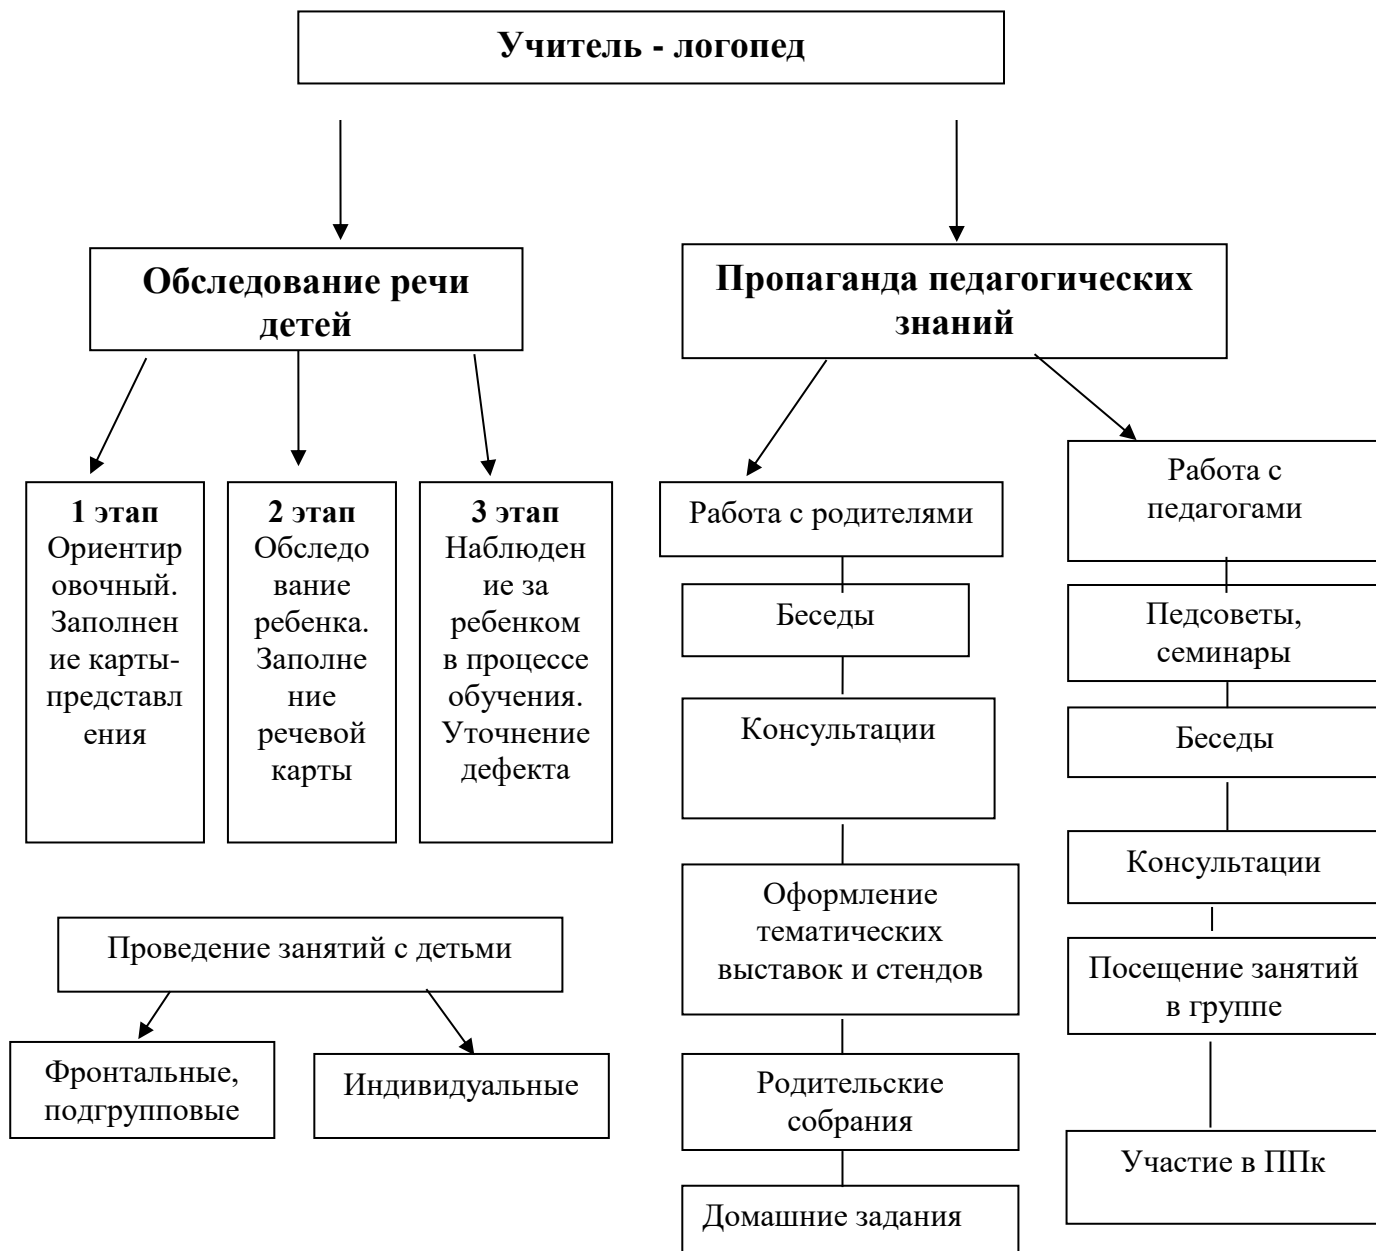 Учитель - логопед
Обследование речи
детей
Пропаганда педагогических
знаний
1 этап
Ориентир
овочный.
Заполнен
ие карты-
представл
ения
2 этап
Обследо
вание
ребенка.
Заполне
ние
речевой
карты
3 этап
Наблюден
ие за
ребенком
в процессе
обучения.
Уточнение
дефекта
Проведение занятий с детьми
Фронтальные,
подгрупповые
Индивидуальные
Работа с родителями
Беседы
Консультации
Оформление
тематических
выставок и стендов
Родительские
собрания
Домашние задания
Работа с
педагогами
Педсоветы,
семинары
Беседы
Консультации
Посещение занятий
в группе
Участие в ППк